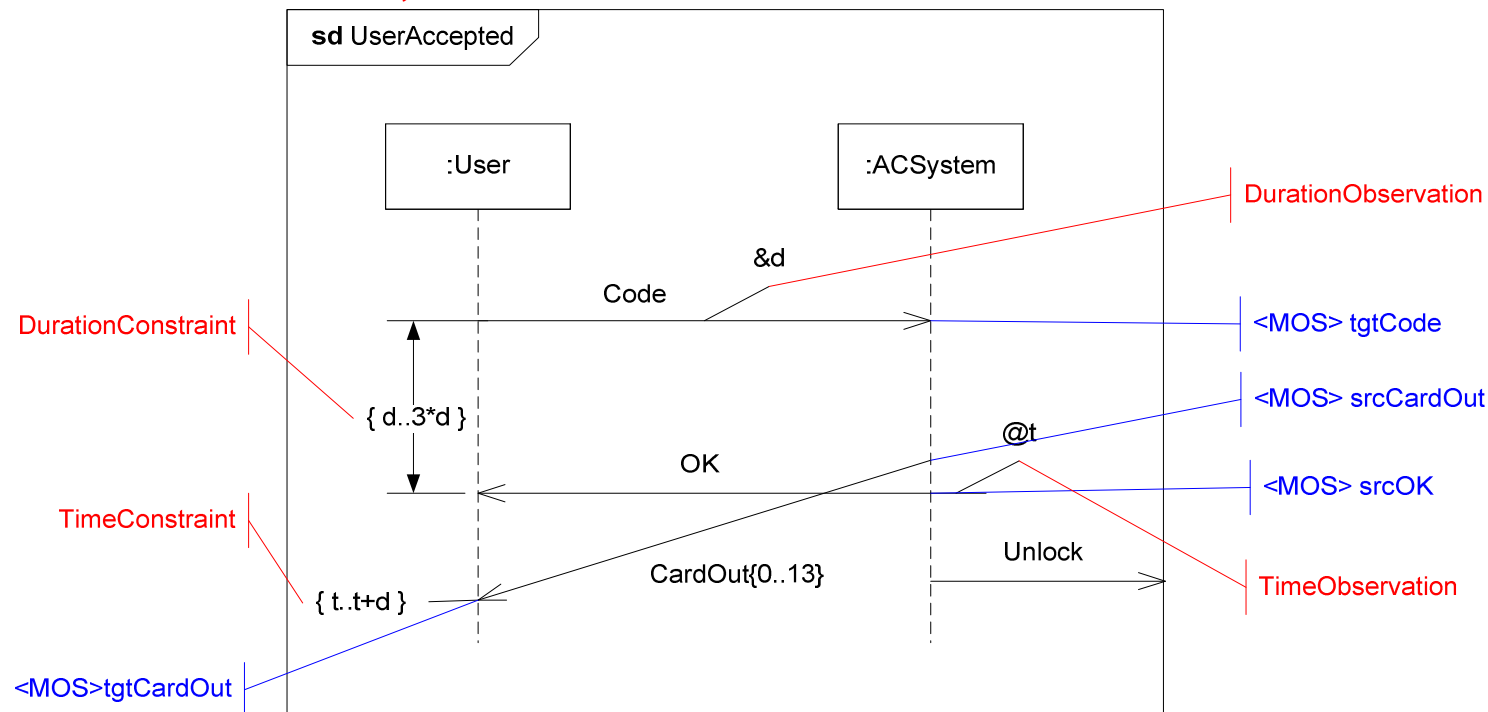 sd UserAccepted
:User
:ACSystem
DurationObservation
&d
Code
DurationConstraint
<MOS> tgtCode
{ d..3*d }
<MOS> srcCardOut
@t
OK
<MOS> srcOK
TimeConstraint
Unlock
CardOut{0..13}
TimeObservation
{ t..t+d }
<MOS>tgtCardOut